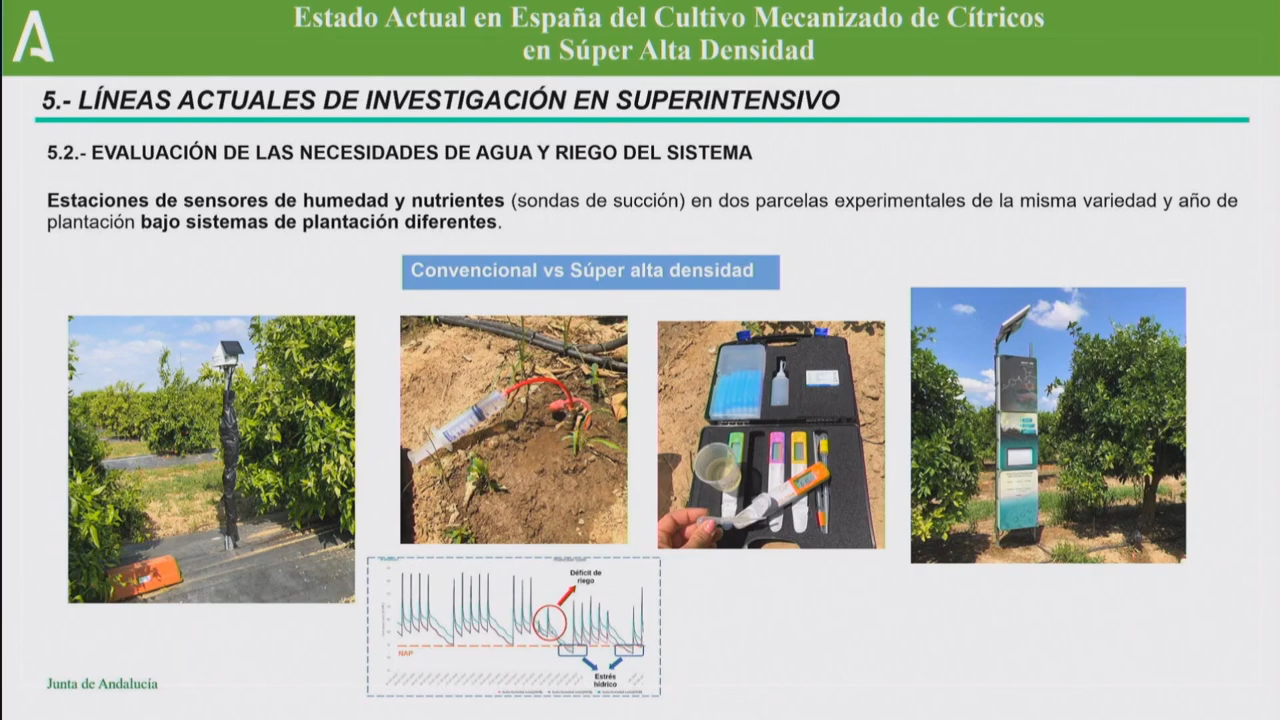 Estado Actual en España del Cultivo Mecanizado de Cítricos
en Súper Alta Densidad
5.- LÍNEAS ACTUALES DE INVESTIGACIÓN EN SUPERINTENSIVO
5.2.- EVALUACIÓN DE LAS NECESIDADES DE AGUA Y RIEGO DEL SISTEMA
Estaciones de sensores de humedad y nutrientes (sondas de succión) en dos parcelas experimentales de la misma variedad y año de
plantación bajo sistemas de plantación diferentes.
Convencional vs Súper alta densidad
Déficit de
riego
NAP
Estrés
hídrico
Junta de Andalucía